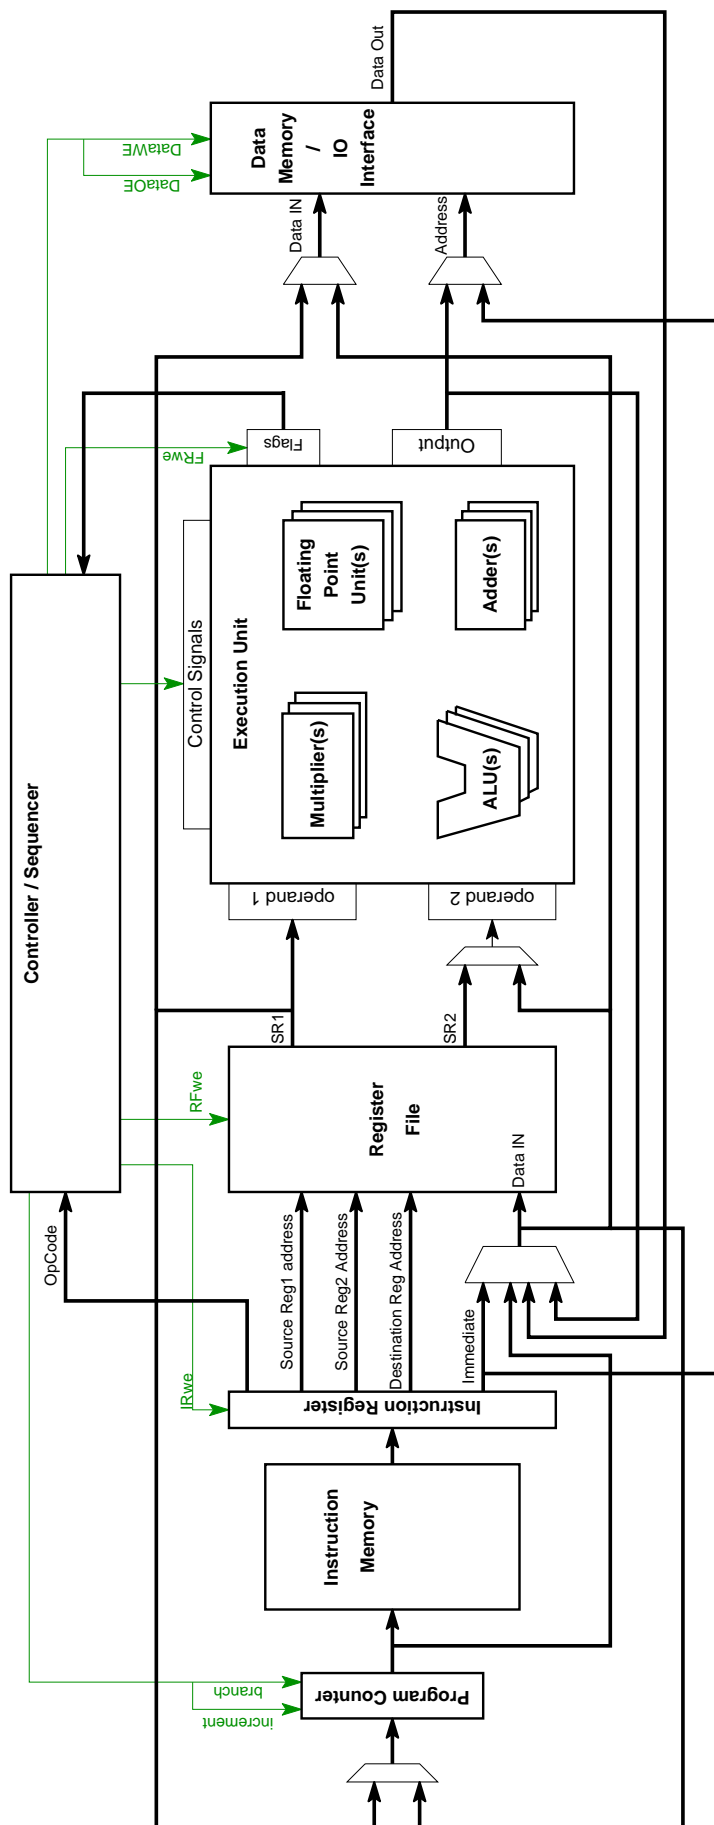 Controller / Sequencer
OpCode
IRwe
RFwe
FRwe
DataWE
DataOE
increment
branch
Program Counter
Instruction
Memory
Instruction Register
Source Reg1 address
Source Reg2 Address
Destination Reg Address
Immediate
Data IN
Register
File
SR1
SR2
operand 1
operand 2
Control Signals
Execution Unit
Multiplier(s)
Floating
Point
Unit(s)
ALU(s)
Adder(s)
Flags
Output
Data IN
Address
Data
Memory
/
IO
Interface
Data Out